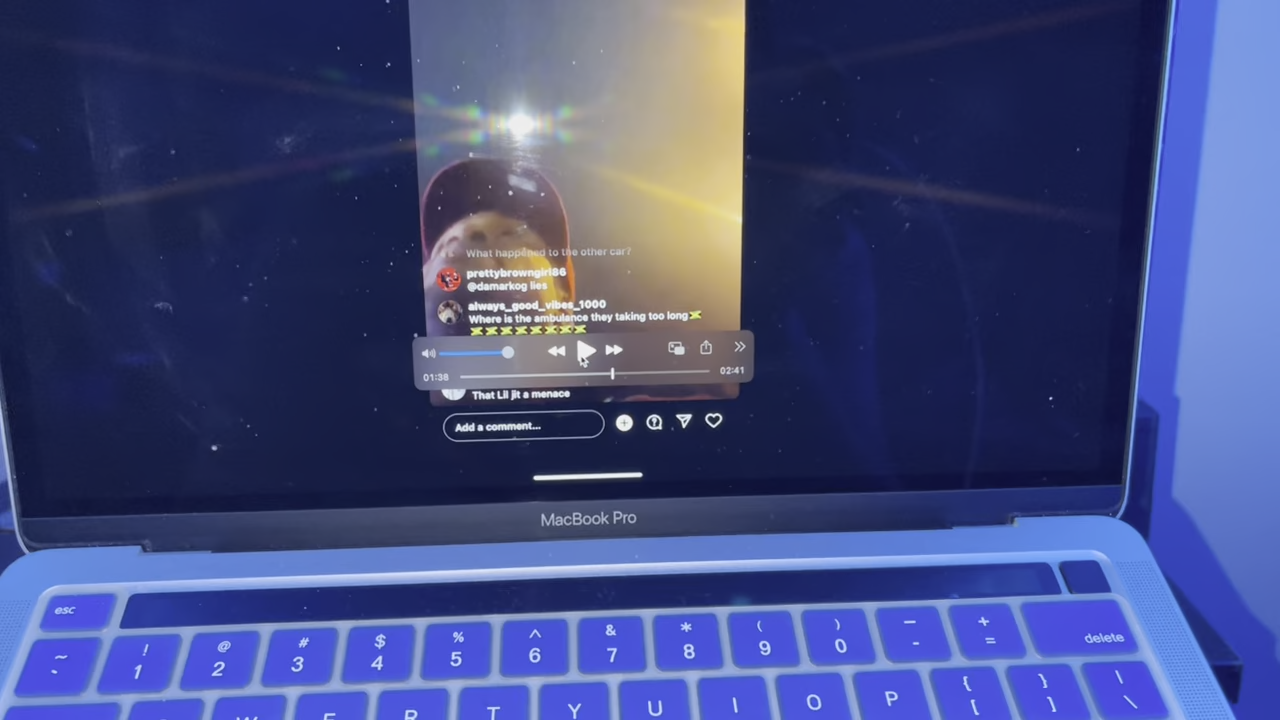 What happened to the other car?
prettybrowngirl86
@damarkog lies
always_good_vibes_1000
Where is the ambulance they taking too long
01:38
02:41
That Lil jit a menace
Add a comment...
MacBook Pro
esc
~ ! @ # $ % ^ & * ( ) — +
` 1 2 3 4 5 6 7 8 9 0 - = delete
W E R T Y U I O P { [ } ] | \